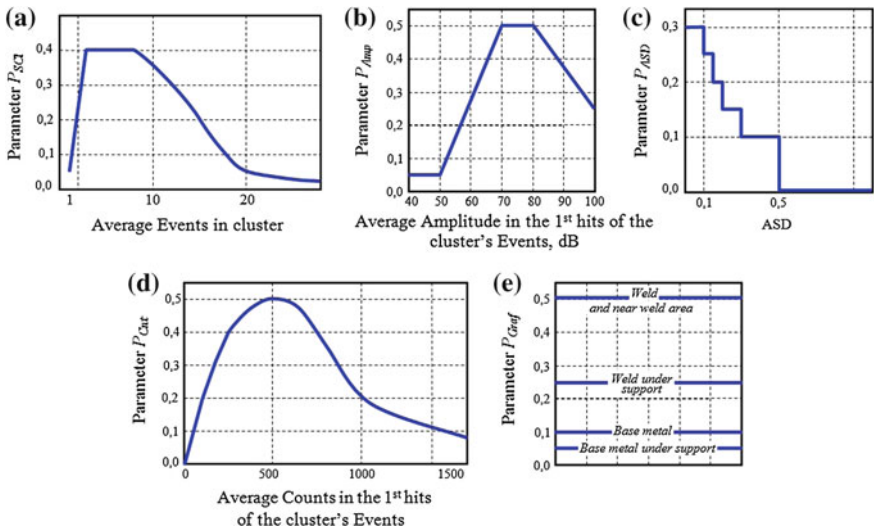 (a)
Parameter P_SCI
0,4
0,3
0,2
0,1
0,0
1
10
20
Average Events in cluster
(b)
Parameter P_Amp
0,5
0,4
0,3
0,2
0,1
0,0
40
50
60
70
80
90
100
Average Amplitude in the 1st hits of the
cluster's Events, dB
(c)
Parameter P_ASD
0,3
0,2
0,1
0,0
0,1
0,5
ASD
(d)
Parameter P_Cnt
0,5
0,4
0,3
0,2
0,1
0,0
0
500
1000
1500
Average Counts in the 1st hits
of the cluster's Events
(e)
Parameter P_Graf
0,5
0,4
0,3
0,2
0,1
0,0
Weld
and near weld area
Weld under
support
Base metal
Base metal under support